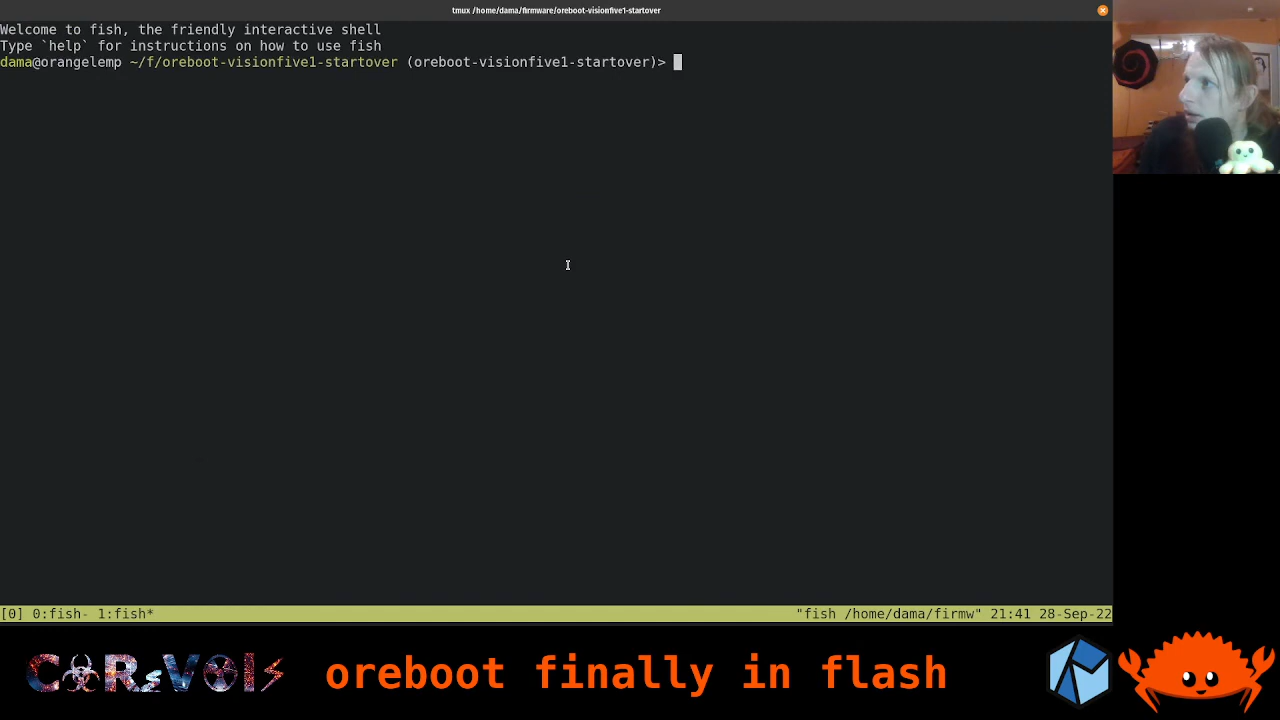 tmux /home/dama/firmware/oreboot-visionfive1-startover
Welcome to fish, the friendly interactive shell
Type `help` for instructions on how to use fish
dama@orangelemp ~/f/oreboot-visionfive1-startover (oreboot-visionfive1-startover)>
[0] 0:fish- 1:fish* "fish /home/dama/firmw" 21:41 28-Sep-22
oreboot finally in flash